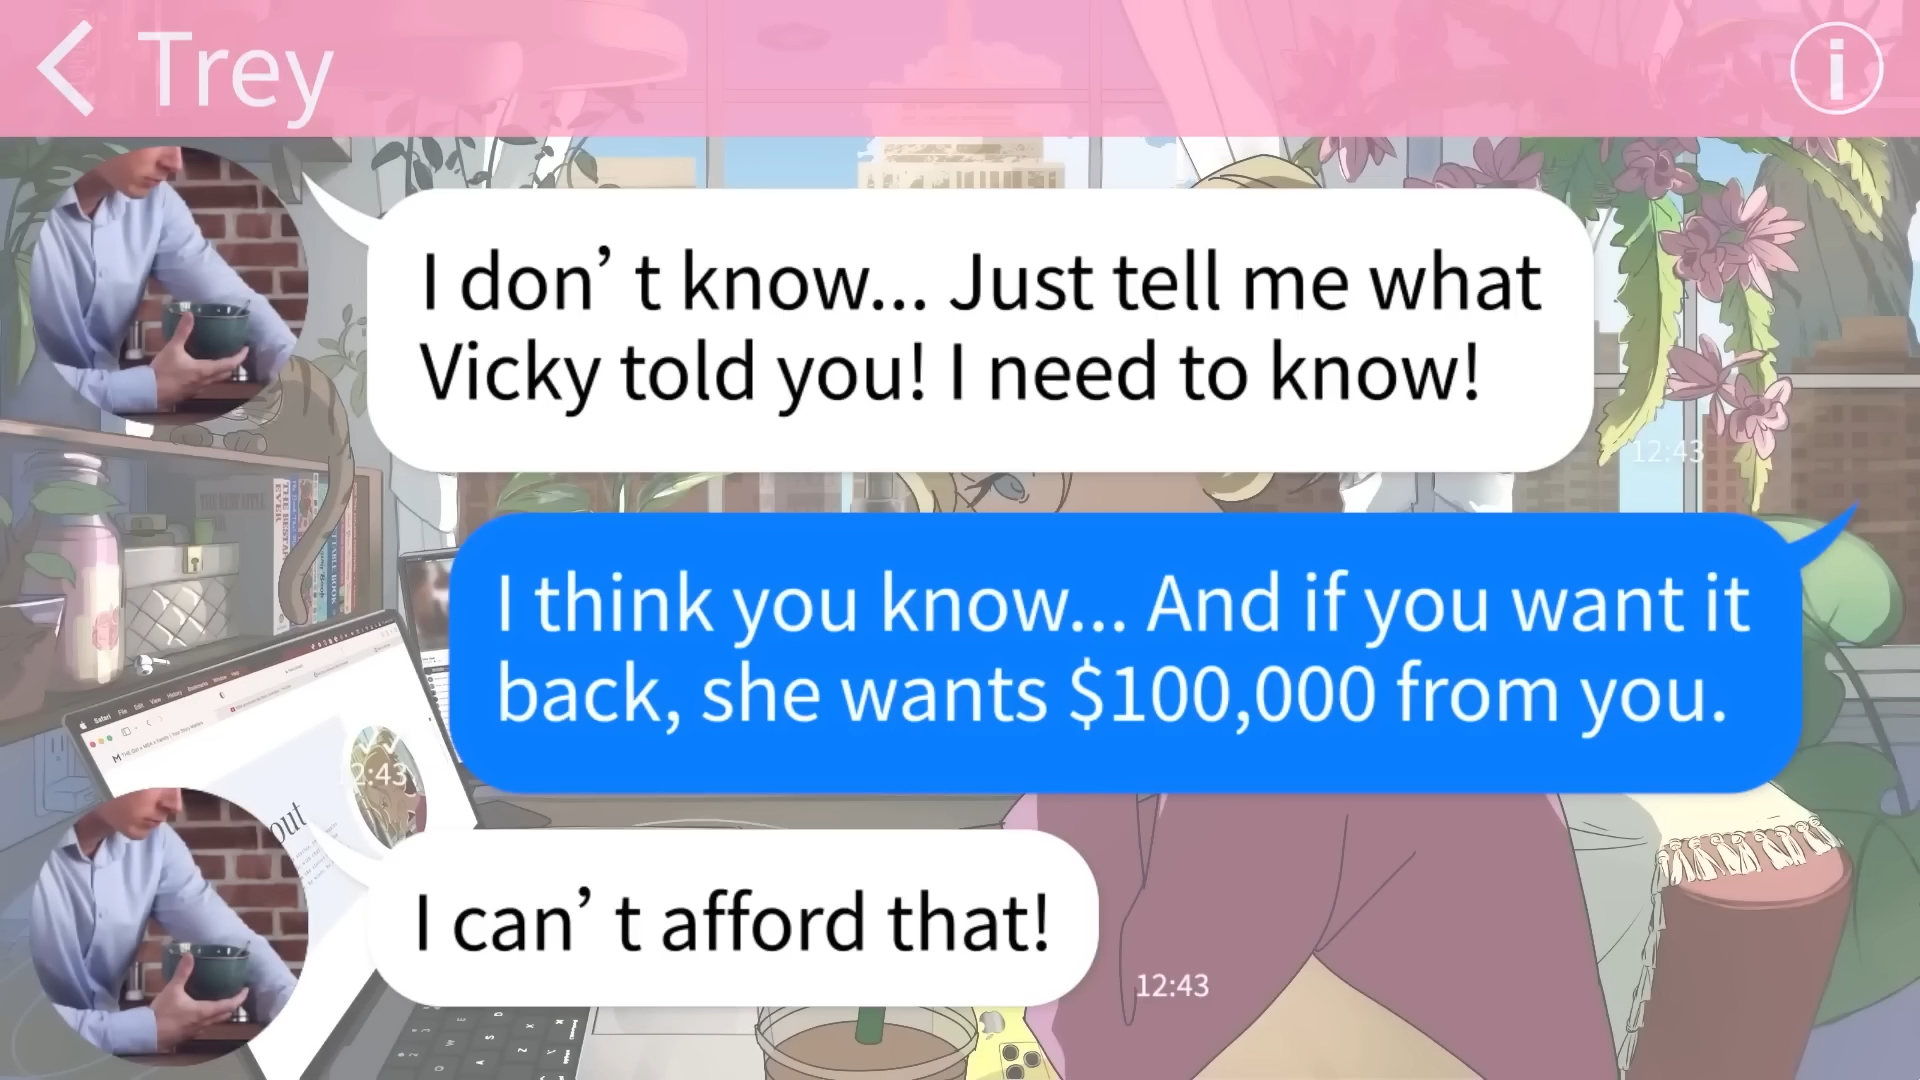 Trey
I don’t know... Just tell me what
Vicky told you! I need to know!
12:43
I think you know... And if you want it
back, she wants $100,000 from you.
12:43
out
I can’t afford that!
12:43